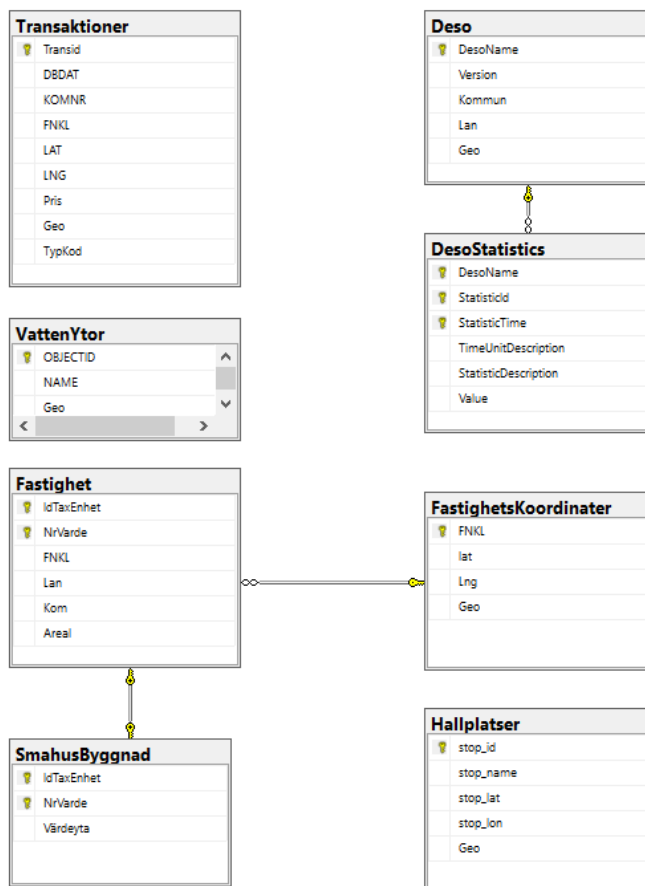 Transaktioner
Transid
DBDAT
KOMNR
FNKL
LAT
LNG
Pris
Geo
TypKod
Deso
DesoName
Version
Kommun
Lan
Geo
DesoStatistics
DesoName
StatisticId
StatisticTime
TimeUnitDescription
StatisticDescription
Value
VattenYtor
OBJECTID
NAME
Geo
Fastighet
IdTaxEnhet
NrVarde
FNKL
Lan
Kom
Areal
FastighetsKoordinater
FNKL
lat
Lng
Geo
SmahusByggnad
IdTaxEnhet
NrVarde
Värdeyta
Hallplatser
stop_id
stop_name
stop_lat
stop_lon
Geo